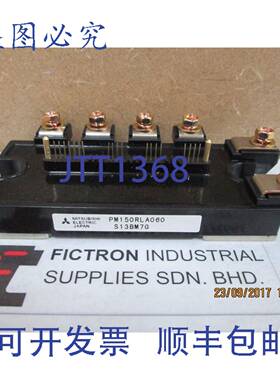 盗图必究
JTT1368
MITSUBISHI
ELECTRIC
JAPAN
PM150RLA060
S13BM7G
FICTRON INDUSTRIAL
SUPPLIES SDN. BHD.
23/09/2017
可开发票 顺丰包邮